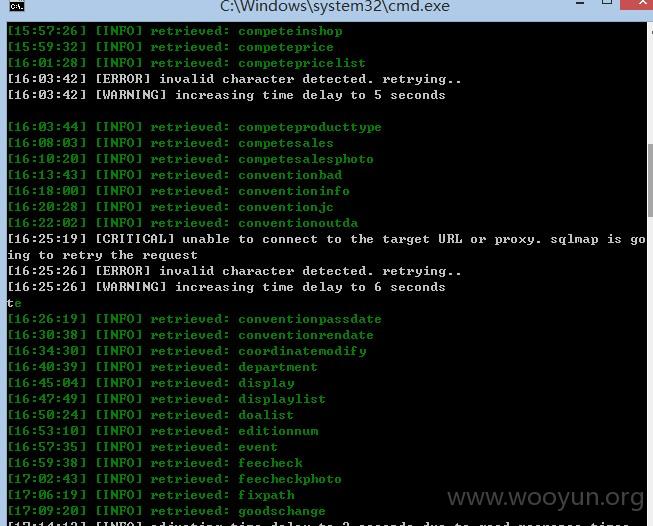 C:\Windows\system32\cmd.exe
[15:57:26] [INFO] retrieved: competeinshop
[15:59:32] [INFO] retrieved: competeprice
[16:01:28] [INFO] retrieved: competepricelist
[16:03:42] [ERROR] invalid character detected. retrying..
[16:03:42] [WARNING] increasing time delay to 5 seconds
[16:03:44] [INFO] retrieved: competeproducttype
[16:08:03] [INFO] retrieved: competesales
[16:10:20] [INFO] retrieved: competesalesphoto
[16:13:43] [INFO] retrieved: conventionbad
[16:18:00] [INFO] retrieved: conventioninfo
[16:20:28] [INFO] retrieved: conventionjc
[16:22:02] [INFO] retrieved: conventionoutda
[16:25:19] [CRITICAL] unable to connect to the target URL or proxy. sqlmap is go
ing to retry the request
[16:25:26] [ERROR] invalid character detected. retrying..
[16:25:26] [WARNING] increasing time delay to 6 seconds
te
[16:26:19] [INFO] retrieved: conventionpassdate
[16:30:38] [INFO] retrieved: conventionrendate
[16:34:30] [INFO] retrieved: coordinatemodify
[16:40:39] [INFO] retrieved: department
[16:45:04] [INFO] retrieved: display
[16:47:49] [INFO] retrieved: displaylist
[16:50:24] [INFO] retrieved: doalist
[16:53:10] [INFO] retrieved: editionnum
[16:57:35] [INFO] retrieved: event
[16:59:38] [INFO] retrieved: feecheck
[17:02:43] [INFO] retrieved: feecheckphoto
[17:06:19] [INFO] retrieved: fixpath
[17:09:20] [INFO] retrieved: goodschange
www.wooyun.org